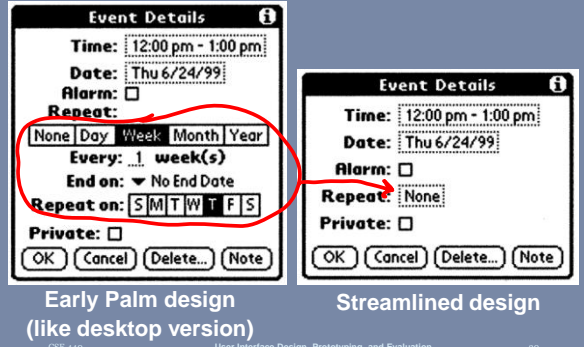 Event Details i
Time: 12:00 pm - 1:00 pm
Date: Thu 6/24/99
Alarm:
Repeat:
None Day Week Month Year
Every: 1 week(s)
End on: No End Date
Repeat on: S M T W T F S
Private:
OK Cancel Delete... Note
Early Palm design
(like desktop version)
Event Details i
Time: 12:00 pm - 1:00 pm
Date: Thu 6/24/99
Alarm:
Repeat: None
Private:
OK Cancel Delete... Note
Streamlined design
User Interface Design, Prototyping, and Evaluation